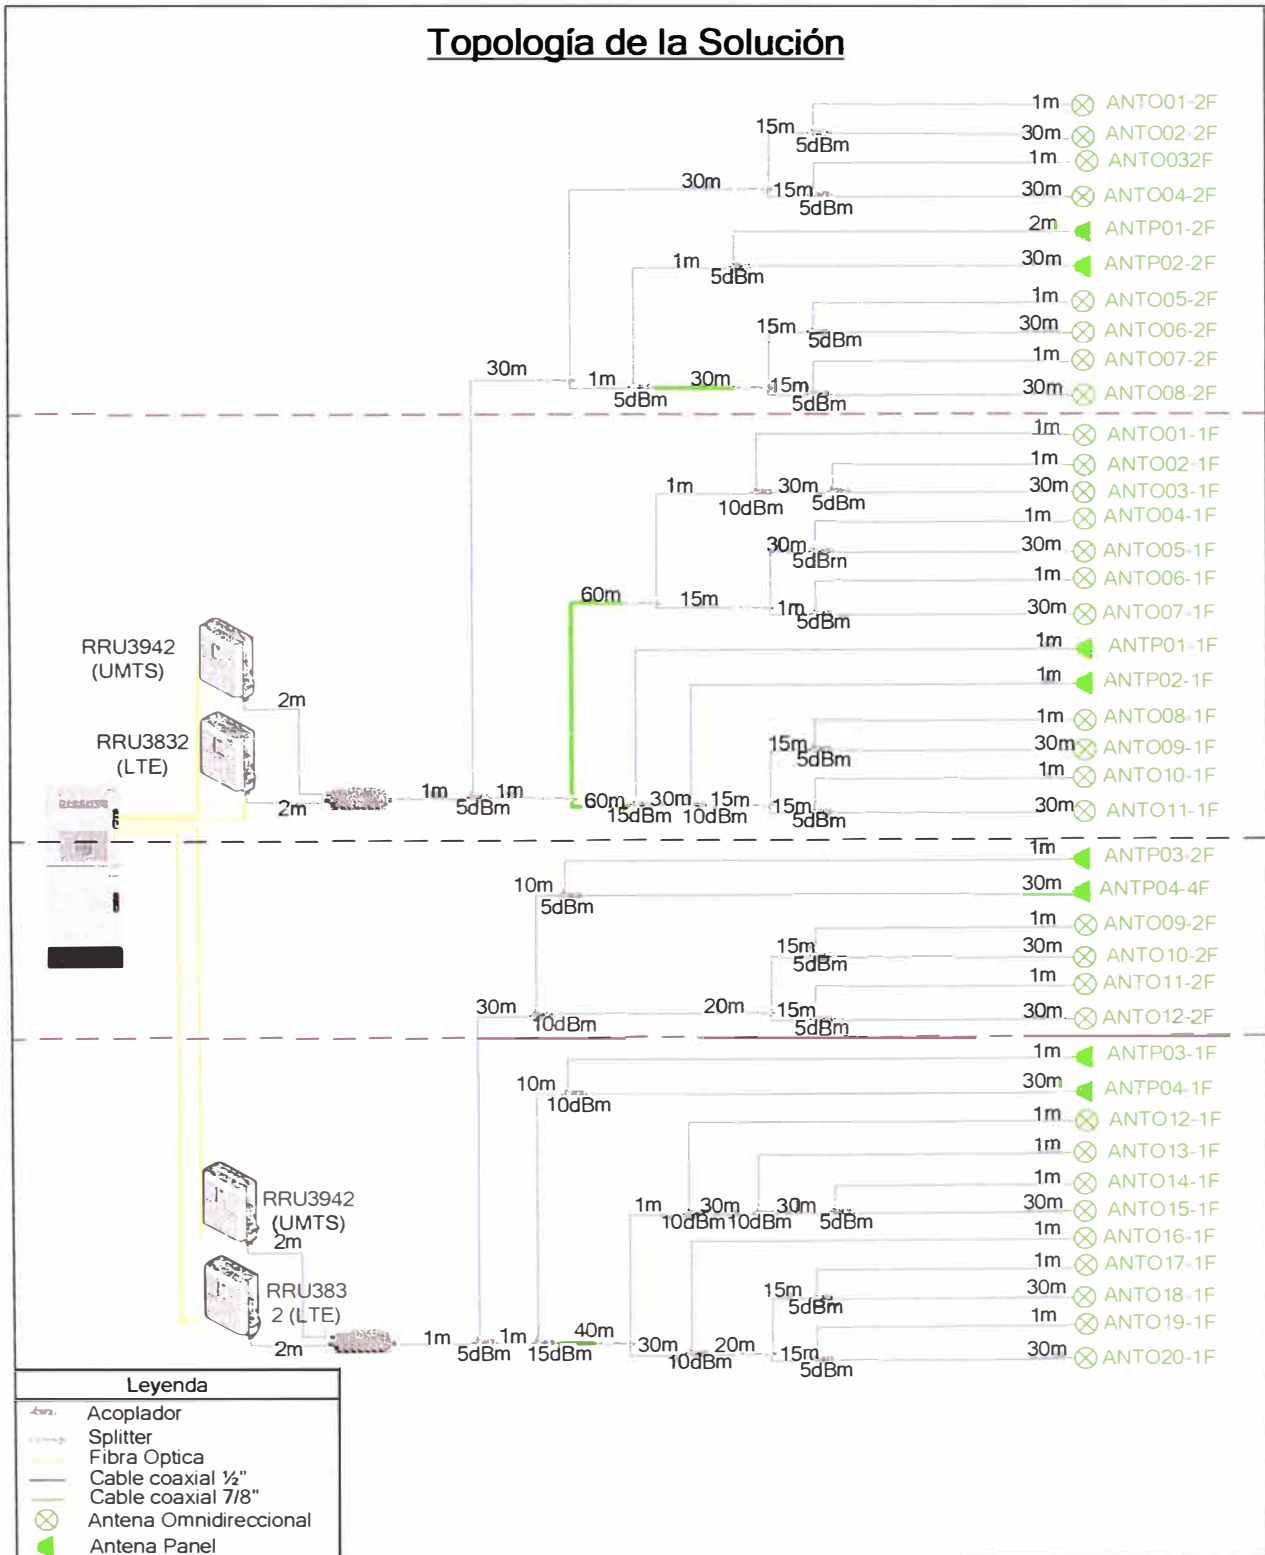 Topología de la Solución
1m ANTO01-2F
15m 30m ANTO02-2F
5dBm
1m ANTO032F
30m 15m 30m ANTO04-2F
5dBm
2m ANTP01-2F
1m 30m ANTP02-2F
5dBm
1m ANTO05-2F
15m 30m ANTO06-2F
5dBm
1m ANTO07-2F
30m 1m 30m 15m 30m ANTO08-2F
5dBm 5dBm
1m ANTO01-1F
1m ANTO02-1F
1m 30m 30m ANTO03-1F
10dBm 5dBm
1m ANTO04-1F
30m 30m ANTO05-1F
5dBm
1m ANTO06-1F
60m 15m 1m 30m ANTO07-1F
5dBm
RRU3942
(UMTS)
1m ANTP01-1F
1m ANTP02-1F
2m
1m ANTO08-1F
RRU3832
(LTE)
15m 30m ANTO09-1F
5dBm
1m ANTO10-1F
2m 1m 1m 60m 30m 15m 15m 30m ANTO11-1F
5dBm 15dBm 10dBm 5dBm
1m ANTP03-2F
10m 30m ANTP04-4F
5dBm
1m ANTO09-2F
15m 30m ANTO10-2F
5dBm
1m ANTO11-2F
30m 20m 15m 30m ANTO12-2F
10dBm 5dBm
1m ANTP03-1F
10m 30m ANTP04-1F
10dBm
1m ANTO12-1F
1m ANTO13-1F
1m ANTO14-1F
RRU3942
(UMTS)
1m 30m 30m 30m ANTO15-1F
10dBm 10dBm 5dBm
2m 1m ANTO16-1F
1m ANTO17-1F
RRU383
2 (LTE)
15m 30m ANTO18-1F
5dBm
1m ANTO19-1F
2m 1m 1m 40m 30m 20m 15m 30m ANTO20-1F
5dBm 15dBm 10dBm 5dBm
Leyenda
Acoplador
Splitter
Fibra Optica
Cable coaxial ½"
Cable coaxial 7/8"
Antena Omnidireccional
Antena Panel